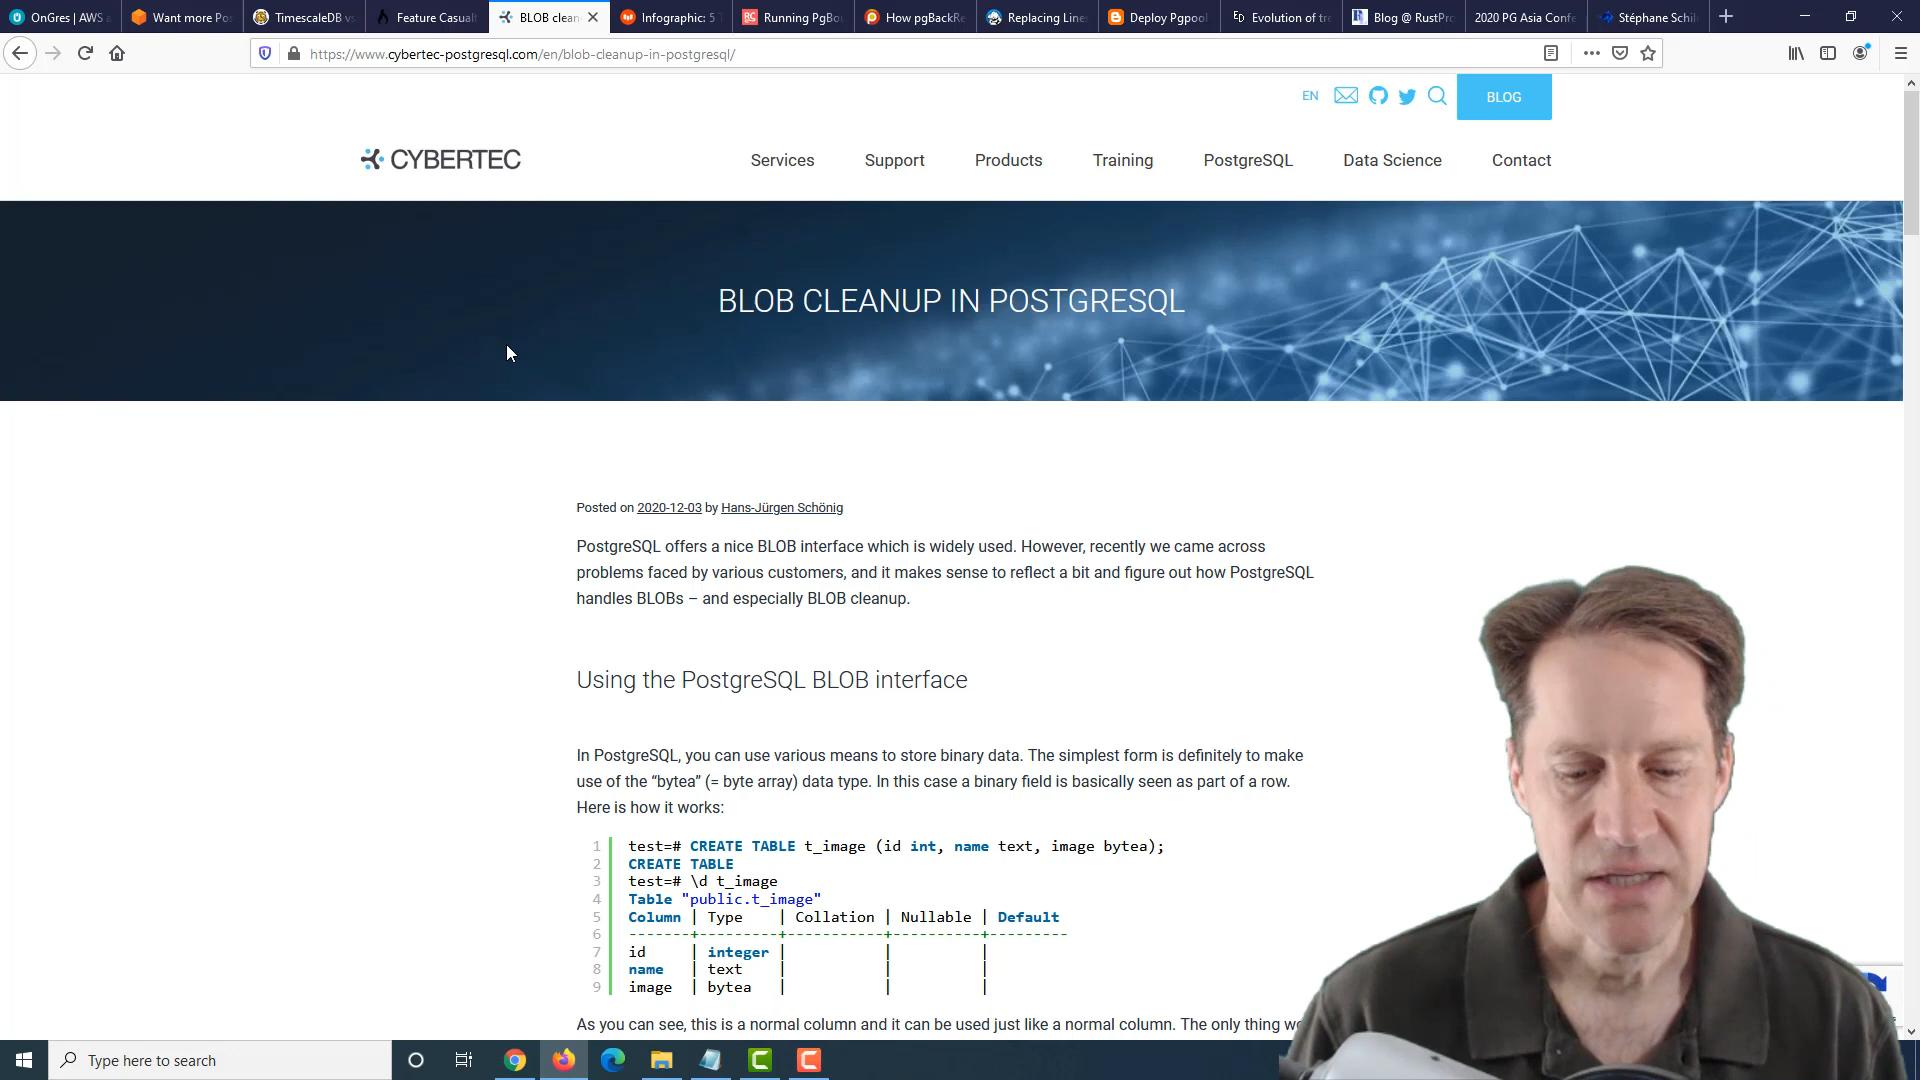 OnGres | AWS a
Want more Pos
TimescaleDB vs
Feature Casualt
BLOB clean
Infographic: 5 T
Running PgBou
How pgBackRe
Replacing Lines
Deploy Pgpool
Evolution of tre
Blog @ RustPro
2020 PG Asia Confe
Stéphane Schil
https://www.cybertec-postgresql.com/en/blob-cleanup-in-postgresql/
EN
BLOG
CYBERTEC
Services
Support
Products
Training
PostgreSQL
Data Science
Contact
BLOB CLEANUP IN POSTGRESQL
Posted on 2020-12-03 by Hans-Jürgen Schönig
PostgreSQL offers a nice BLOB interface which is widely used. However, recently we came across
problems faced by various customers, and it makes sense to reflect a bit and figure out how PostgreSQL
handles BLOBs – and especially BLOB cleanup.
Using the PostgreSQL BLOB interface
In PostgreSQL, you can use various means to store binary data. The simplest form is definitely to make
use of the “bytea” (= byte array) data type. In this case a binary field is basically seen as part of a row.
Here is how it works:
1 test=# CREATE TABLE t_image (id int, name text, image bytea);
2 CREATE TABLE
3 test=# \d t_image
4 Table "public.t_image"
5 Column | Type | Collation | Nullable | Default
6 -------+---------+-----------+----------+---------
7 id | integer | | |
8 name | text | | |
9 image | bytea | | |
As you can see, this is a normal column and it can be used just like a normal column. The only thing
Type here to search